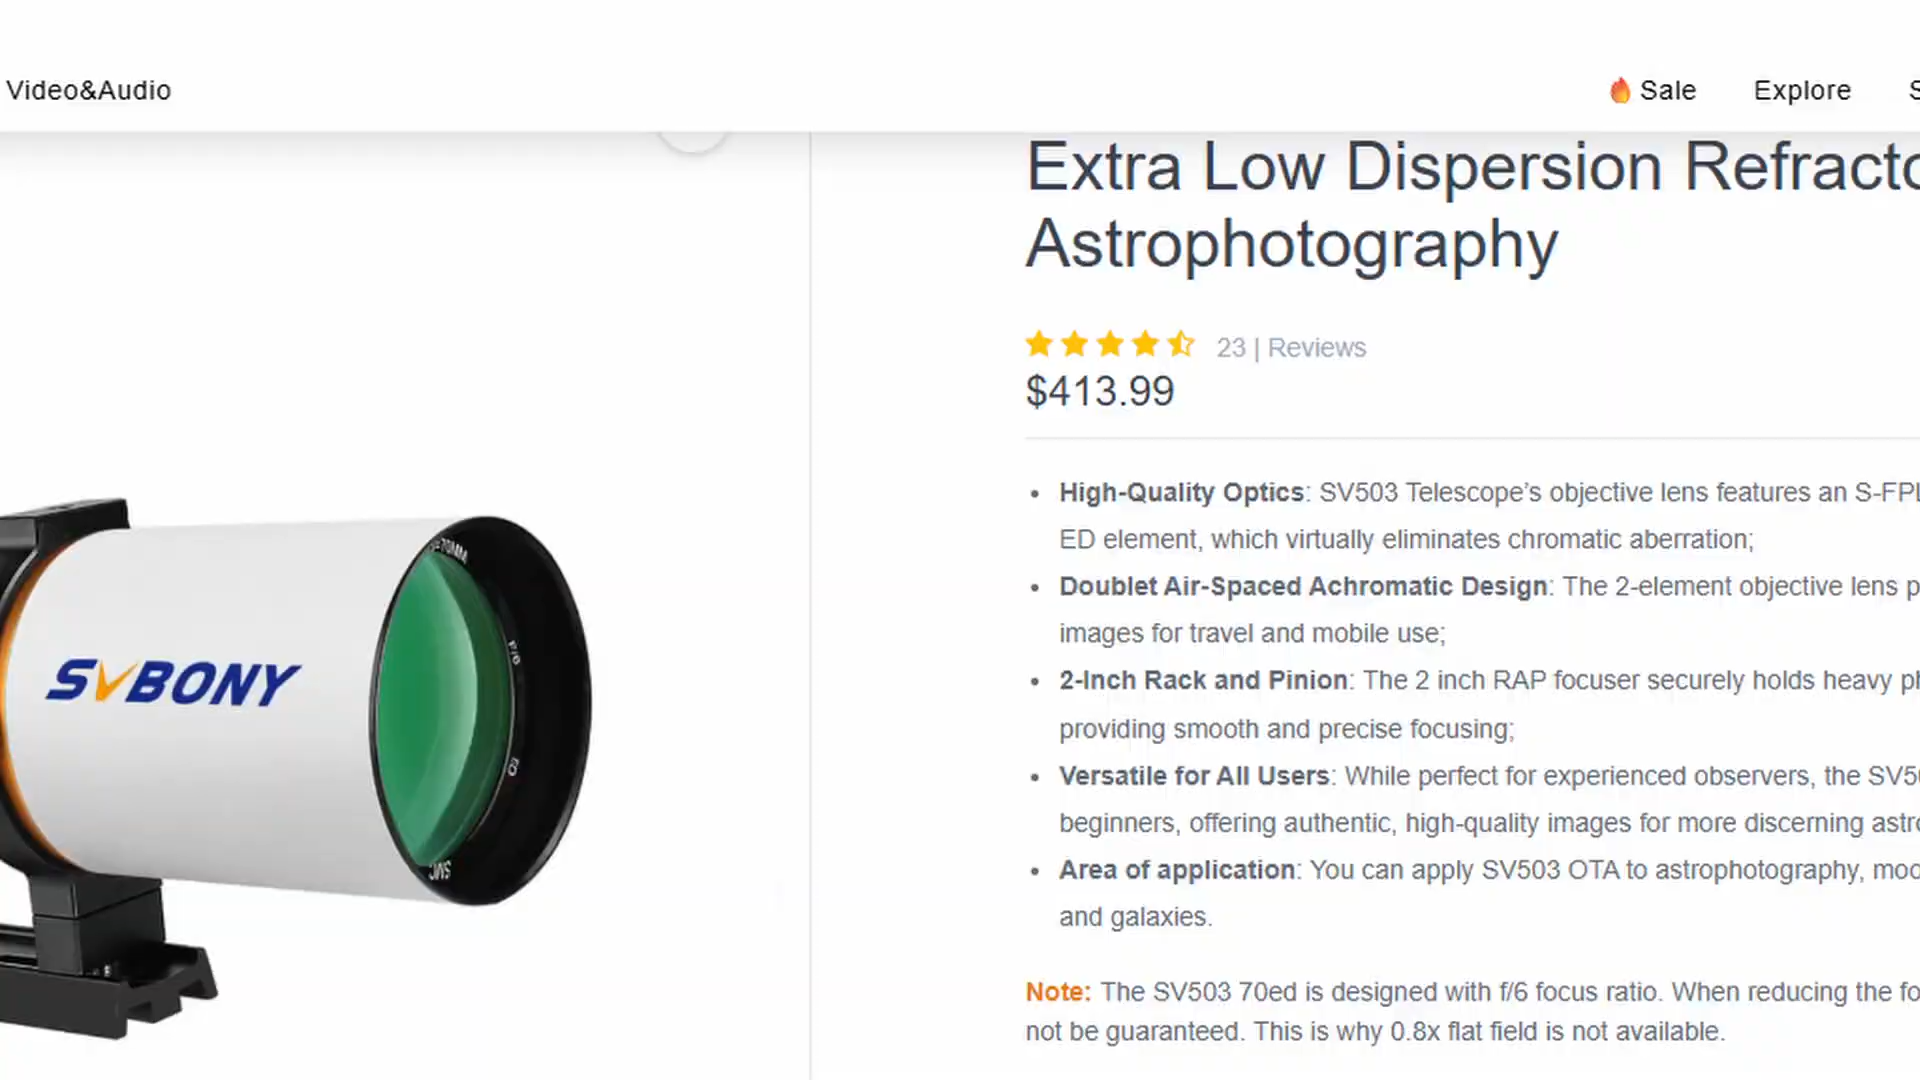 Video&Audio
Sale
Explore
Extra Low Dispersion
Astrophotography
23 | Reviews
$413.99
High-Quality Optics: SV503 Telescope’s objective lens features an
ED element, which virtually eliminates chromatic aberration;
Doublet Air-Spaced Achromatic Design: The 2-element objective lens
images for travel and mobile use;
2-Inch Rack and Pinion: The 2 inch RAP focuser securely holds heavy
providing smooth and precise focusing;
Versatile for All Users: While perfect for experienced observers, the
beginners, offering authentic, high-quality images for more discerning
Area of application: You can apply SV503 OTA to astrophotography,
and galaxies.
Note: The SV503 70ed is designed with f/6 focus ratio. When reducing the
not be guaranteed. This is why 0.8x flat field is not available.
SVBONY
F/6
SMC